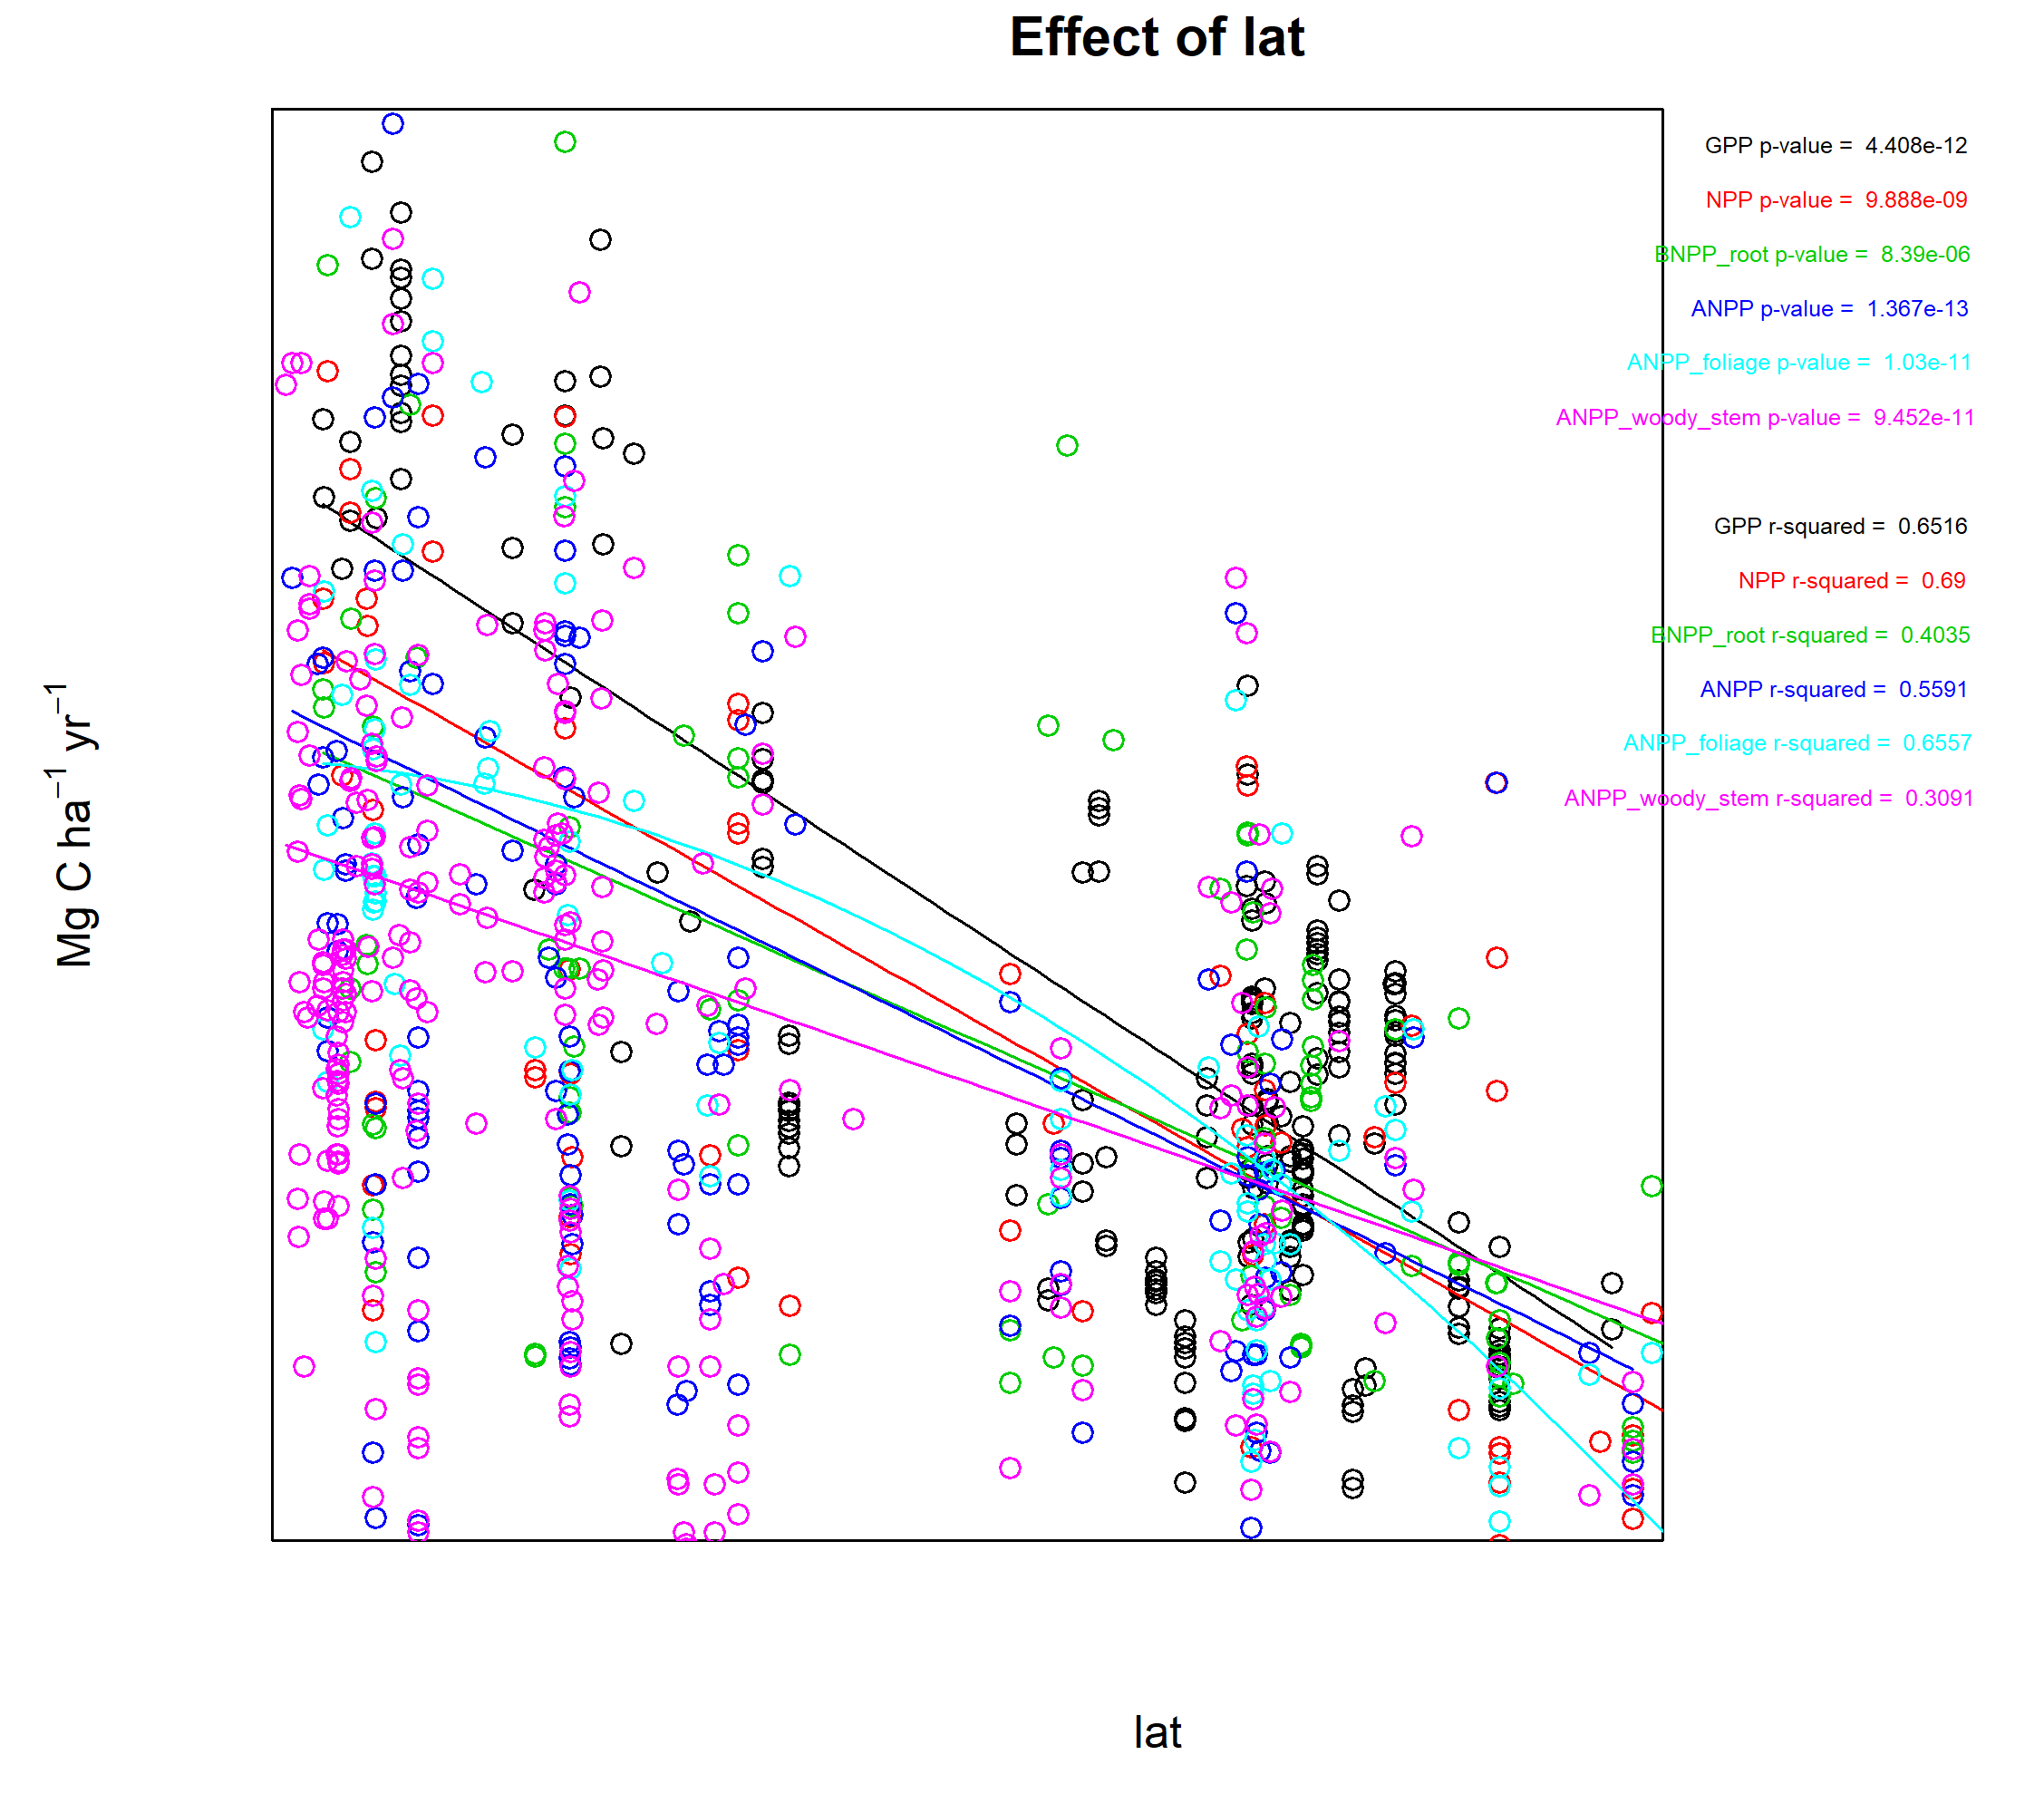 Effect of lat
GPP p-value = 4.408e-12
NPP p-value = 9.888e-09
BNPP_root p-value = 8.39e-06
ANPP p-value = 1.367e-13
ANPP_foliage p-value = 1.03e-11
ANPP_woody_stem p-value = 9.452e-11
GPP r-squared = 0.6516
NPP r-squared = 0.69
BNPP_root r-squared = 0.4035
ANPP r-squared = 0.5591
ANPP_foliage r-squared = 0.6557
ANPP_woody_stem r-squared = 0.3091
Mg C ha⁻¹ yr⁻¹
lat